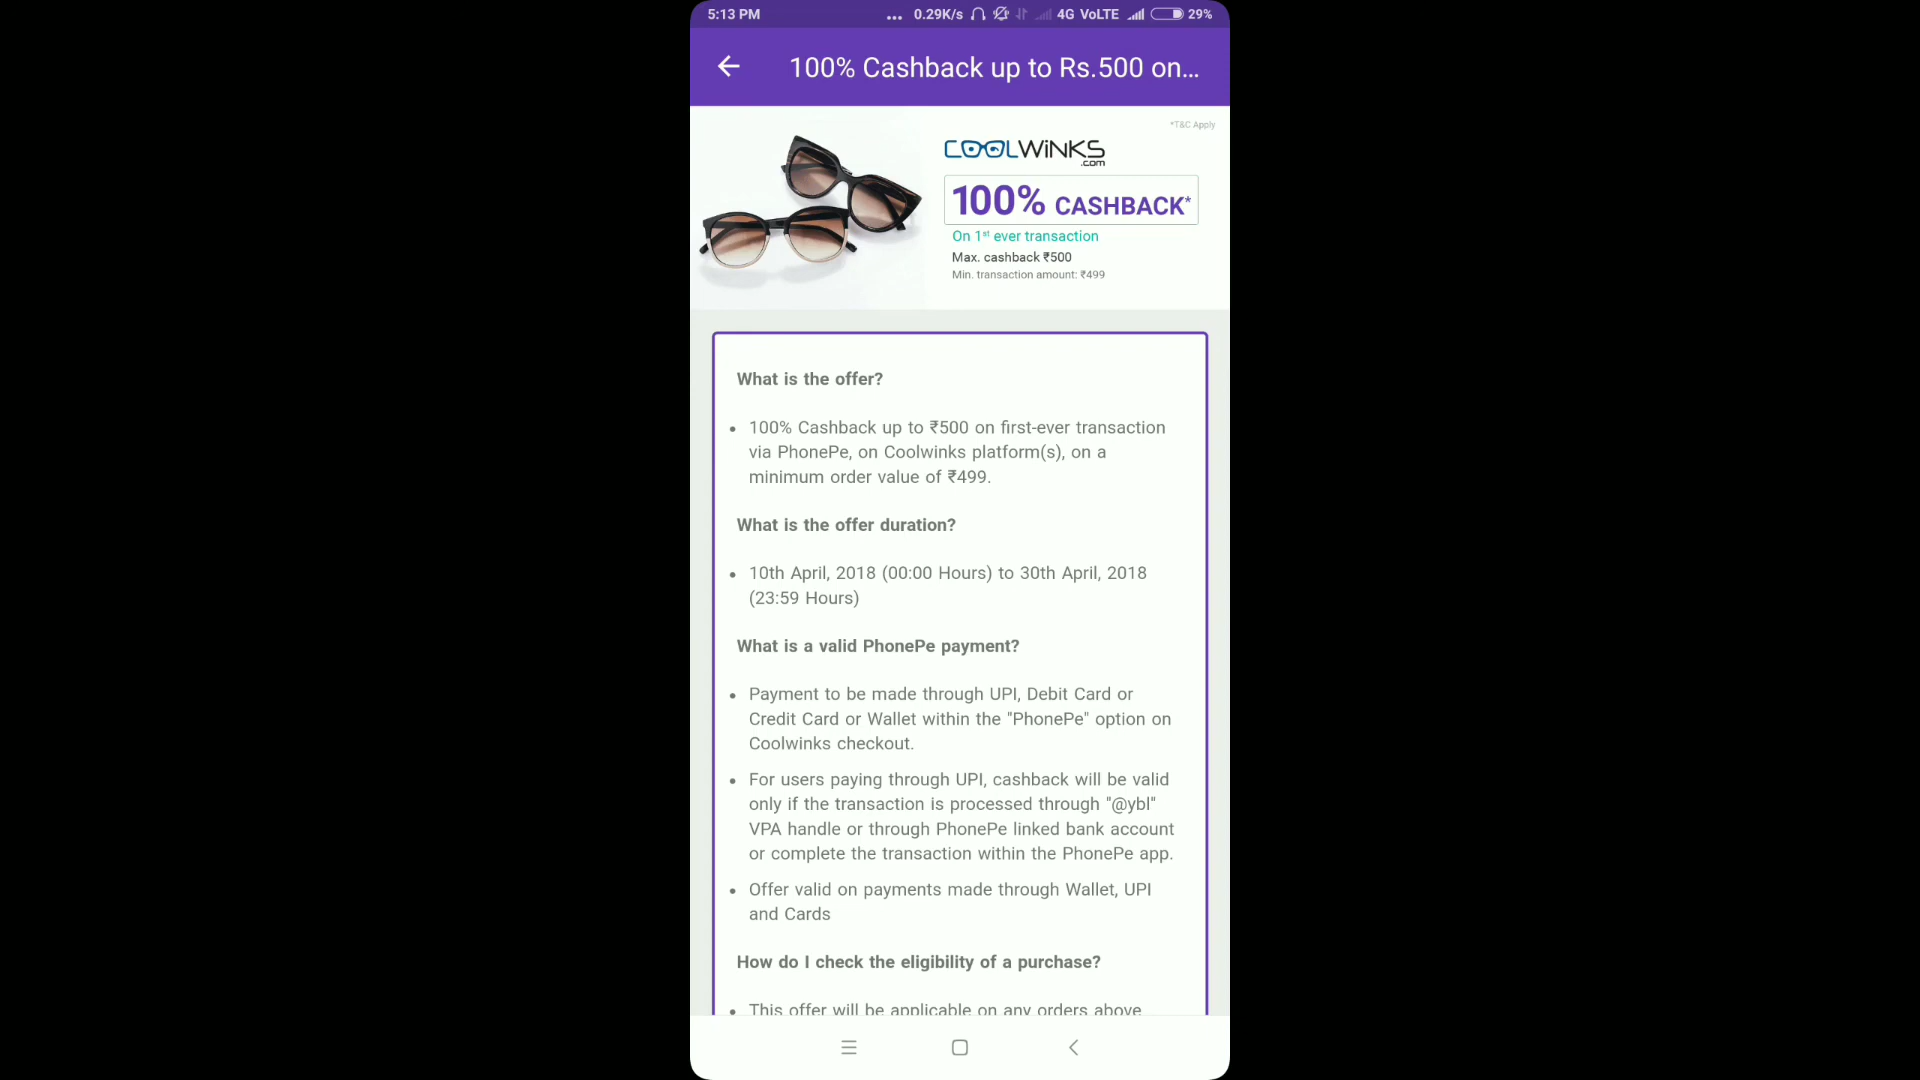 5:13 PM
... 0.29K/s 4G VoLTE 29%
100% Cashback up to Rs.500 on...
*T&C Apply
COOLWiNKS
.COM
100% CASHBACK*
On 1st ever transaction
Max. cashback ₹500
Min. transaction amount: ₹499
What is the offer?
• 100% Cashback up to ₹500 on first-ever transaction
via PhonePe, on Coolwinks platform(s), on a
minimum order value of ₹499.
What is the offer duration?
• 10th April, 2018 (00:00 Hours) to 30th April, 2018
(23:59 Hours)
What is a valid PhonePe payment?
• Payment to be made through UPI, Debit Card or
Credit Card or Wallet within the "PhonePe" option on
Coolwinks checkout.
• For users paying through UPI, cashback will be valid
only if the transaction is processed through "@ybl"
VPA handle or through PhonePe linked bank account
or complete the transaction within the PhonePe app.
• Offer valid on payments made through Wallet, UPI
and Cards
How do I check the eligibility of a purchase?
• This offer will be applicable on any orders above